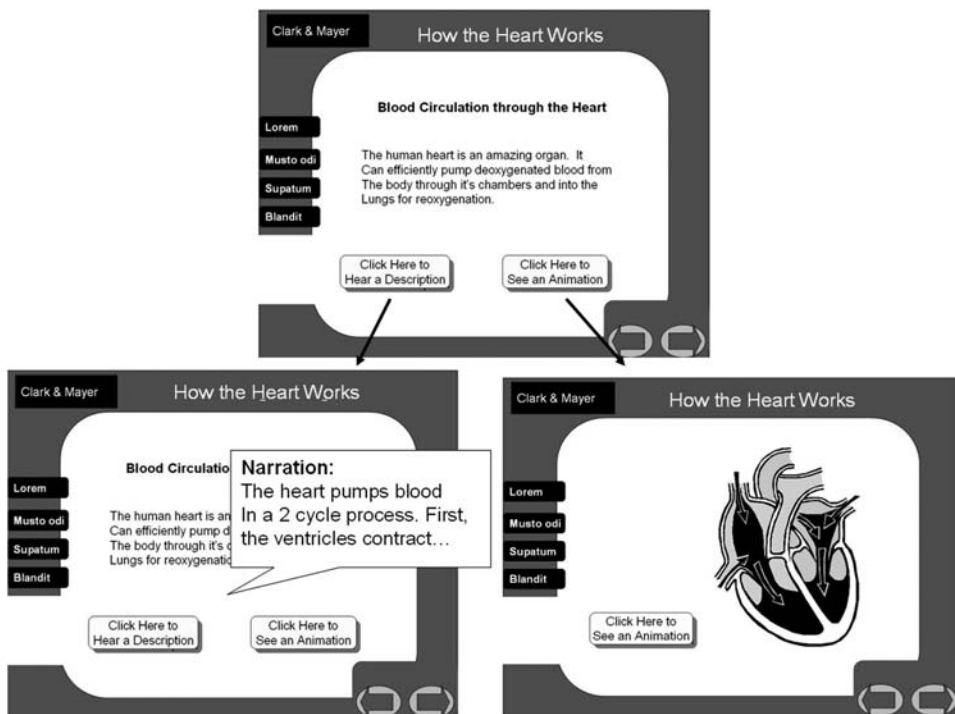 Clark & Mayer
How the Heart Works
Blood Circulation through the Heart
Lorem
Musto odi
Supatum
Blandit
The human heart is an amazing organ. It
Can efficiently pump deoxygenated blood from
The body through it's chambers and into the
Lungs for reoxygenation.
Click Here to
Hear a Description
Click Here to
See an Animation
Clark & Mayer
How the Heart Works
Blood Circulatio
Lorem
Musto odi
Supatum
Blandit
The human heart is an
Can efficiently pump d
The body through it's c
Lungs for reoxygenatio
Narration:
The heart pumps blood
In a 2 cycle process. First,
the ventricles contract...
Click Here to
Hear a Description
Click Here to
See an Animation
Clark & Mayer
How the Heart Works
Lorem
Musto odi
Supatum
Blandit
Click Here to
See an Animation